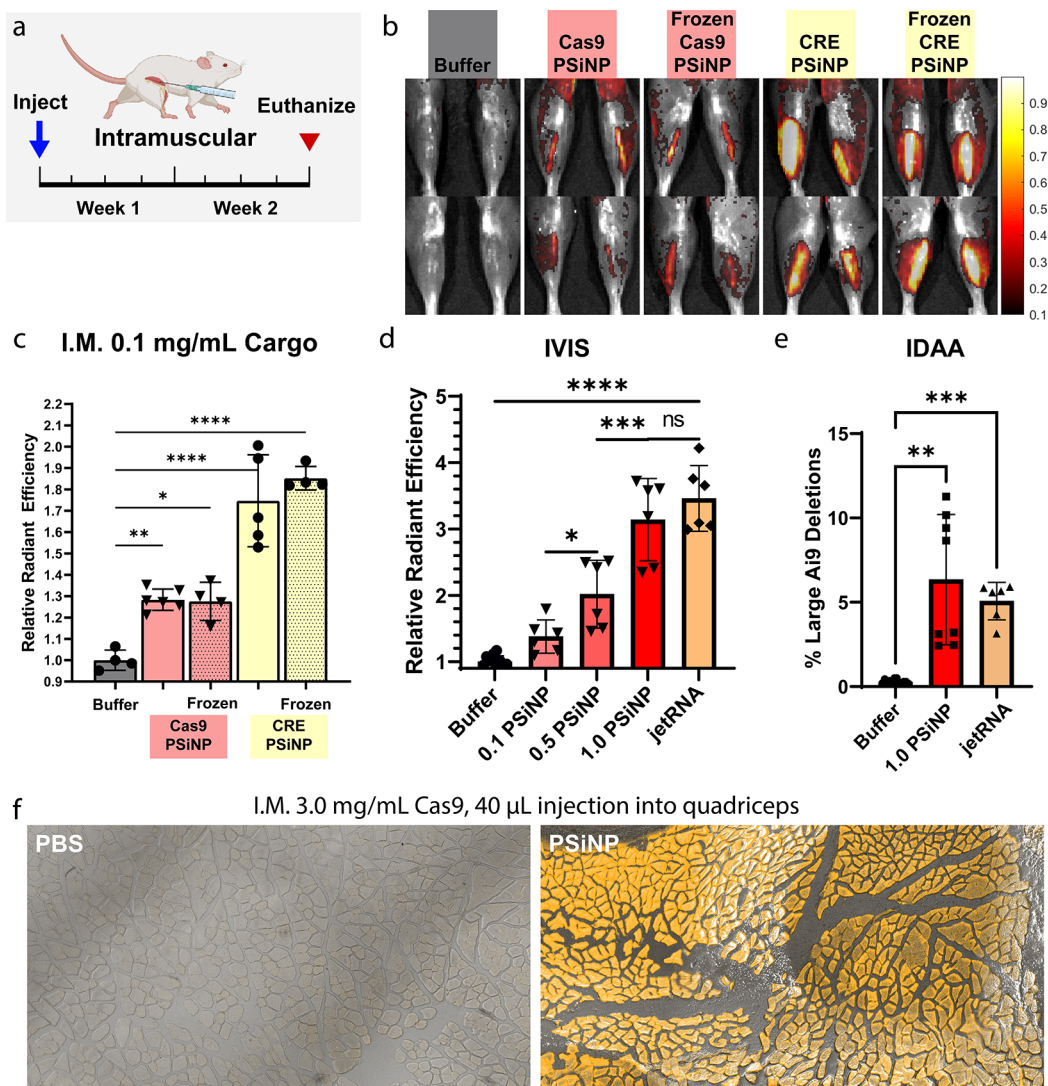 a
Inject
Intramuscular
Euthanize
Week 1
Week 2
b
Buffer
Cas9
PSiNP
Frozen
Cas9
PSiNP
CRE
PSiNP
Frozen
CRE
PSiNP
0.9
0.8
0.7
0.6
0.5
0.4
0.3
0.2
0.1
c
I.M. 0.1 mg/mL Cargo
Relative Radiant Efficiency
2.2
2.1
2.0
1.9
1.8
1.7
1.6
1.5
1.4
1.3
1.2
1.1
1.0
0.9
****
****
*
**
Buffer
Frozen
Frozen
Cas9
PSiNP
CRE
PSiNP
d
IVIS
Relative Radiant Efficiency
5
4
3
2
1
****
***
ns
*
Buffer
0.1 PSiNP
0.5 PSiNP
1.0 PSiNP
jetRNA
e
IDAA
% Large Ai9 Deletions
15
10
5
0
***
**
Buffer
1.0 PSiNP
jetRNA
f
I.M. 3.0 mg/mL Cas9, 40 µL injection into quadriceps
PBS
PSiNP